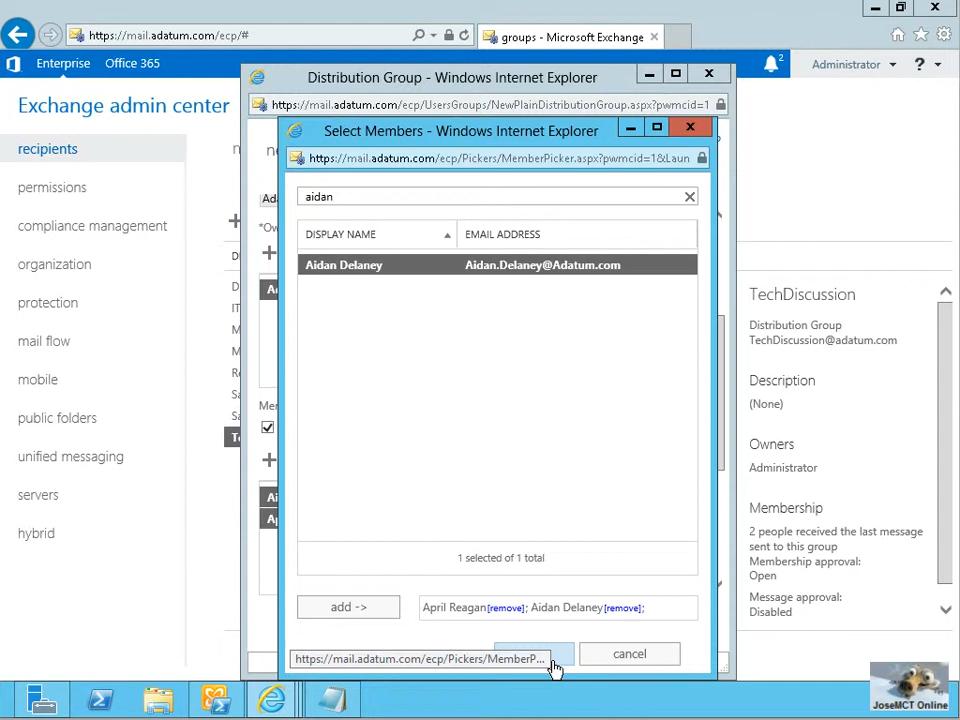 https://mail.adatum.com/ecp/#
groups - Microsoft Exchange
Enterprise
Office 365
2
Administrator
?
Exchange admin center
recipients
permissions
compliance management
organization
protection
mail flow
mobile
public folders
unified messaging
servers
hybrid
Distribution Group - Windows Internet Explorer
https://mail.adatum.com/ecp/UsersGroups/NewPlainDistributionGroup.aspx?pwmcid=1
Select Members - Windows Internet Explorer
https://mail.adatum.com/ecp/Pickers/MemberPicker.aspx?pwmcid=1&Laun
aidan
DISPLAY NAME
EMAIL ADDRESS
Aidan Delaney
Aidan.Delaney@Adatum.com
1 selected of 1 total
add ->
April Reagan[remove]; Aidan Delaney[remove];
https://mail.adatum.com/ecp/Pickers/MemberP...
cancel
TechDiscussion
Distribution Group
TechDiscussion@adatum.com
Description
(None)
Owners
Administrator
Membership
2 people received the last message
sent to this group
Membership approval:
Open
Message approval:
Disabled
JoseMCT Online